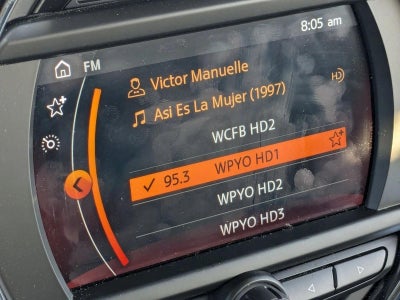 8:05 am
FM
Victor Manuelle
Asi Es La Mujer (1997)
HD
WCFB HD2
95.3 WPYO HD1
WPYO HD2
WPYO HD3